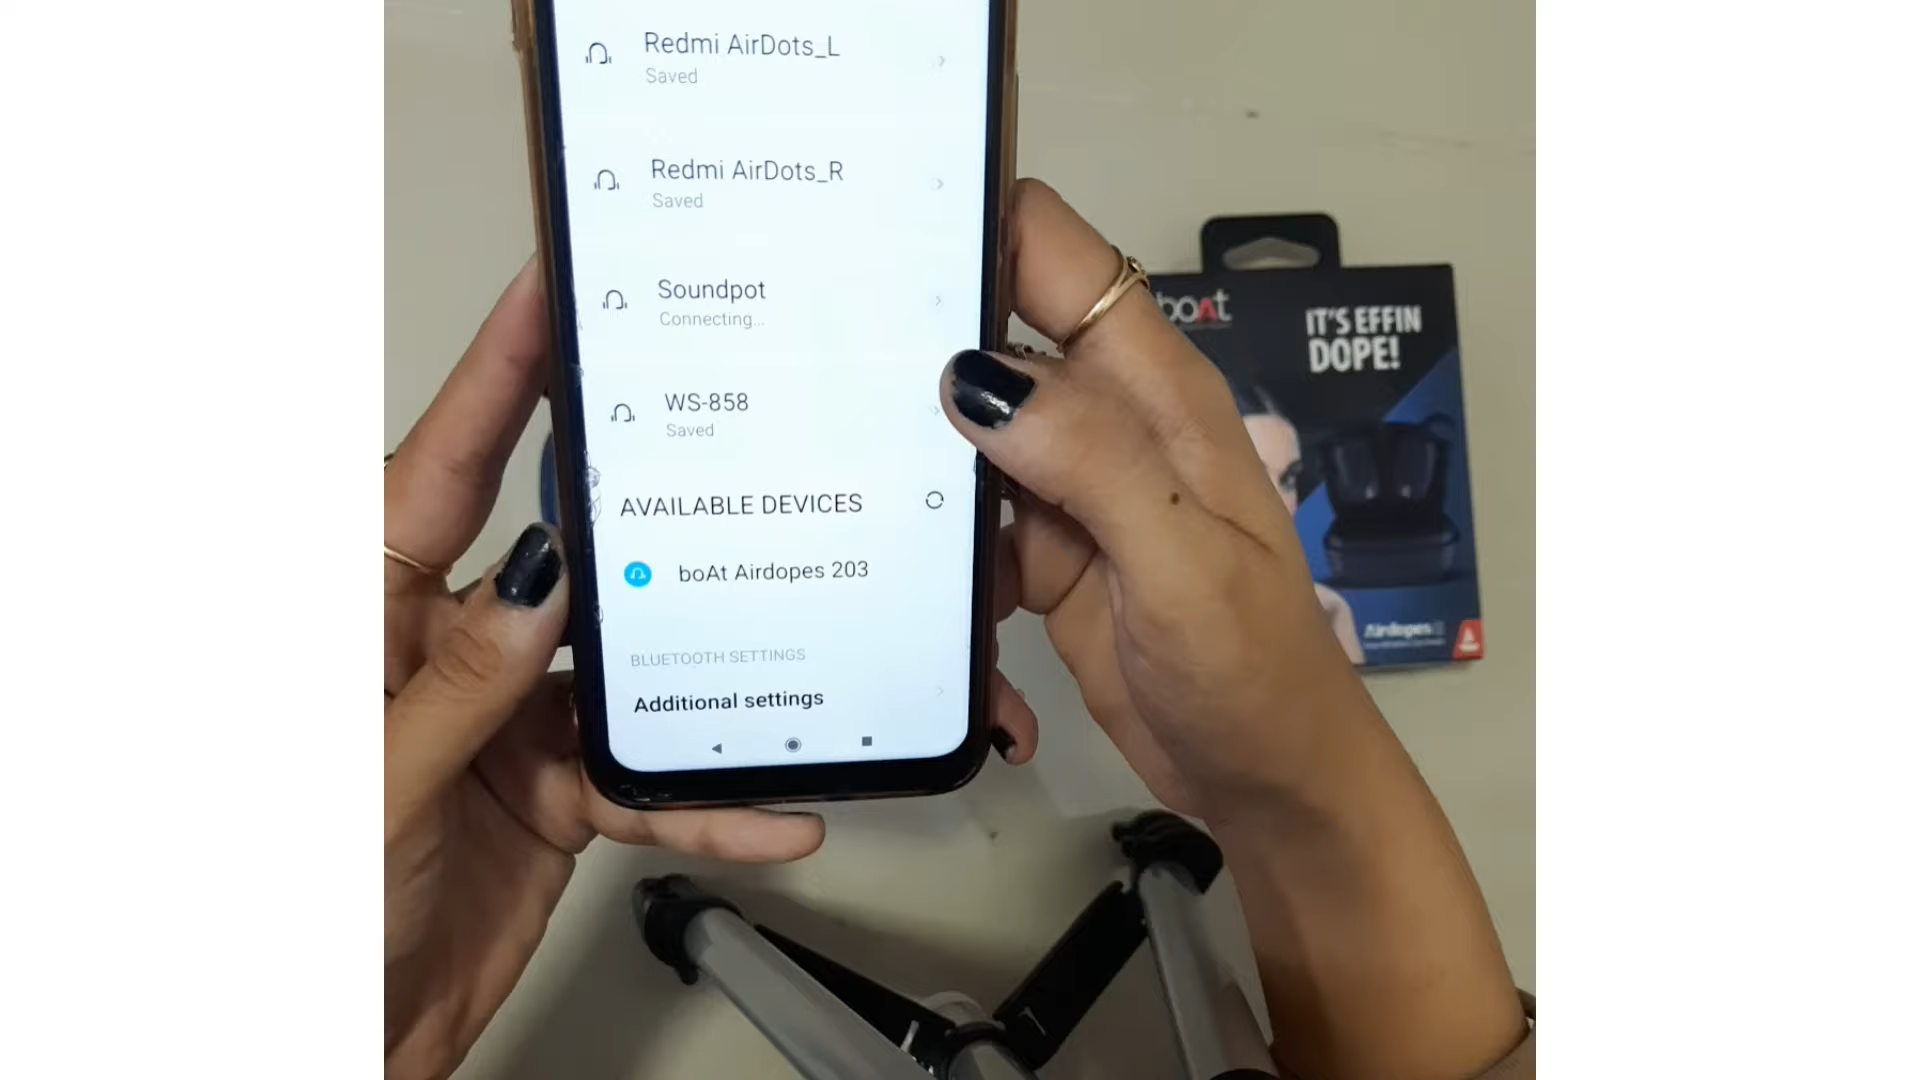 Redmi AirDots_L
Saved
Redmi AirDots_R
Saved
Soundpot
Connecting...
WS-858
Saved
AVAILABLE DEVICES
boAt Airdopes 203
BLUETOOTH SETTINGS
Additional settings
boAt
IT'S EFFIN
DOPE!
Airdopes